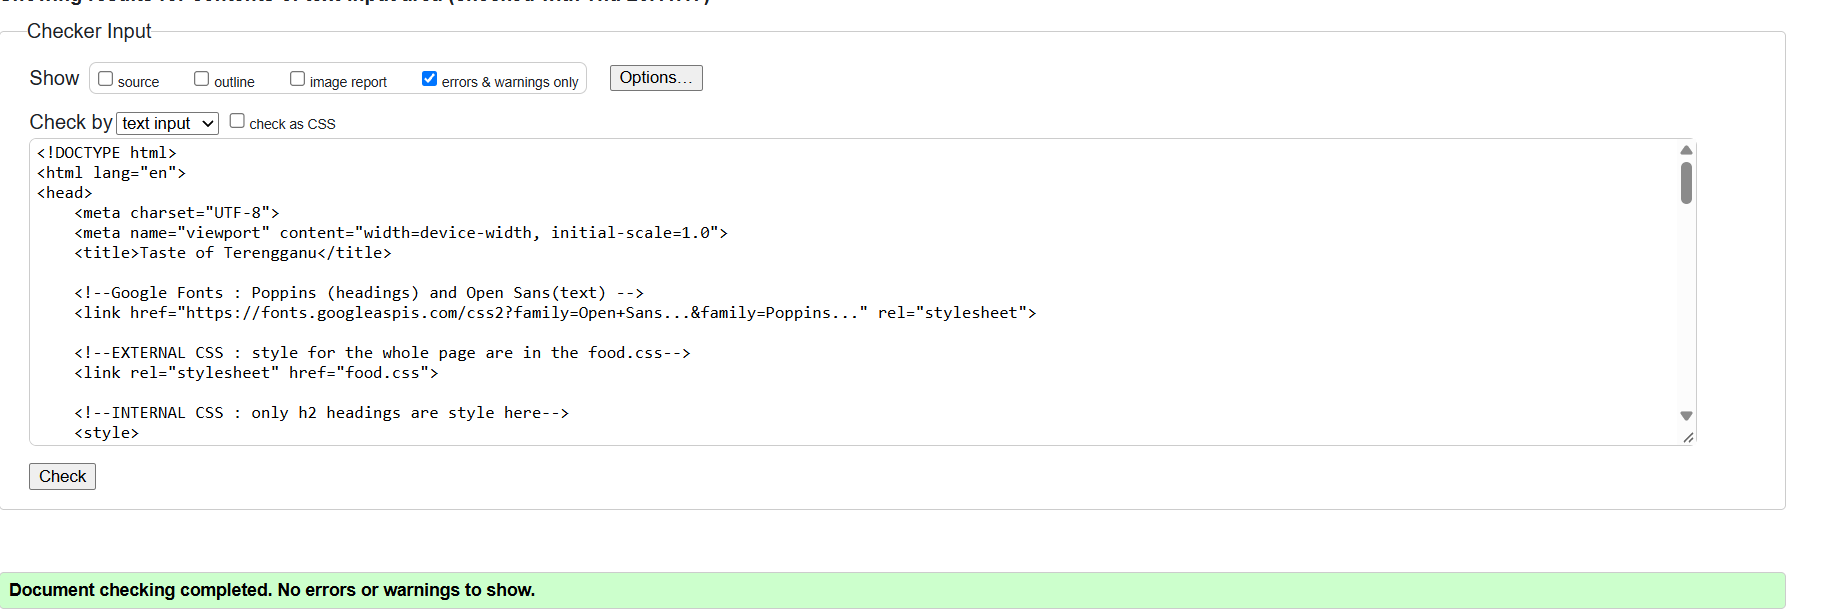 Checker Input
Show source outline image report errors & warnings only Options...
Check by text input check as CSS
<!DOCTYPE html>
<html lang="en">
<head>
    <meta charset="UTF-8">
    <meta name="viewport" content="width=device-width, initial-scale=1.0">
    <title>Taste of Terengganu</title>
    <!--Google Fonts : Poppins (headings) and Open Sans(text) -->
    <link href="https://fonts.googleaspis.com/css2?family=Open+Sans...&family=Poppins..." rel="stylesheet">
    <!--EXTERNAL CSS : style for the whole page are in the food.css-->
    <link rel="stylesheet" href="food.css">
    <!--INTERNAL CSS : only h2 headings are style here-->
    <style>
Check
Document checking completed. No errors or warnings to show.